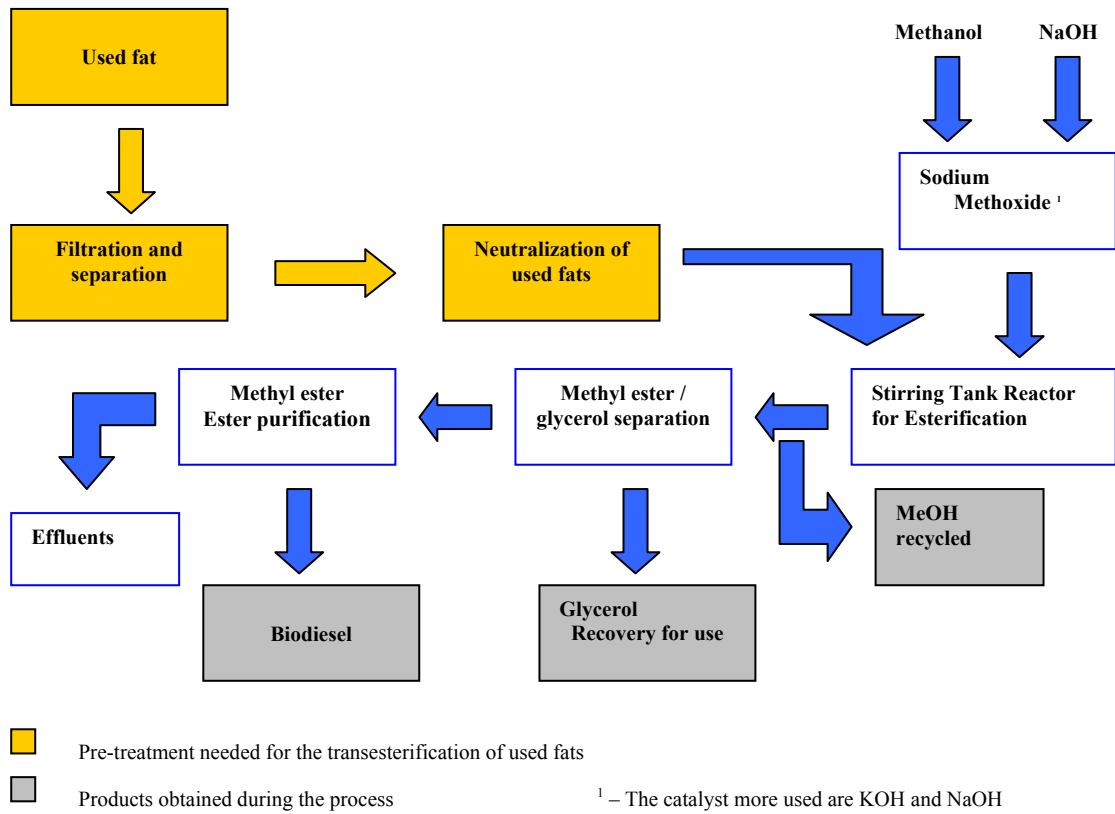 Used fat
Methanol
NaOH
Sodium
Methoxide ¹
Filtration and
separation
Neutralization of
used fats
Methyl ester
Ester purification
Methyl ester /
glycerol separation
Stirring Tank Reactor
for Esterification
Effluents
MeOH
recycled
Biodiesel
Glycerol
Recovery for use
Pre-treatment needed for the transesterification of used fats
Products obtained during the process
¹ – The catalyst more used are KOH and NaOH